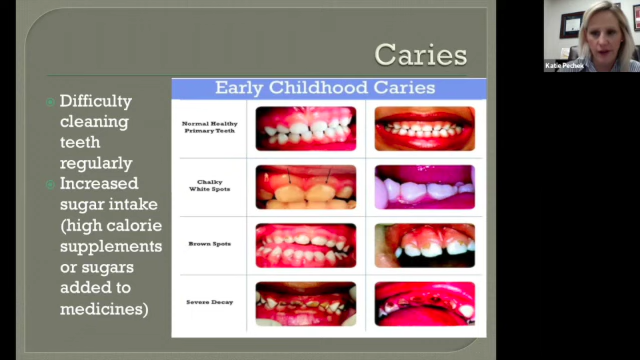 Caries
Difficulty
cleaning
teeth
regularly
Increased
sugar intake
(high calorie
supplements
or sugars
added to
medicines)
Early Childhood Caries
Normal Healthy
Primary Teeth
Chalky
White Spots
Brown Spots
Severe Decay
Katie Pechek